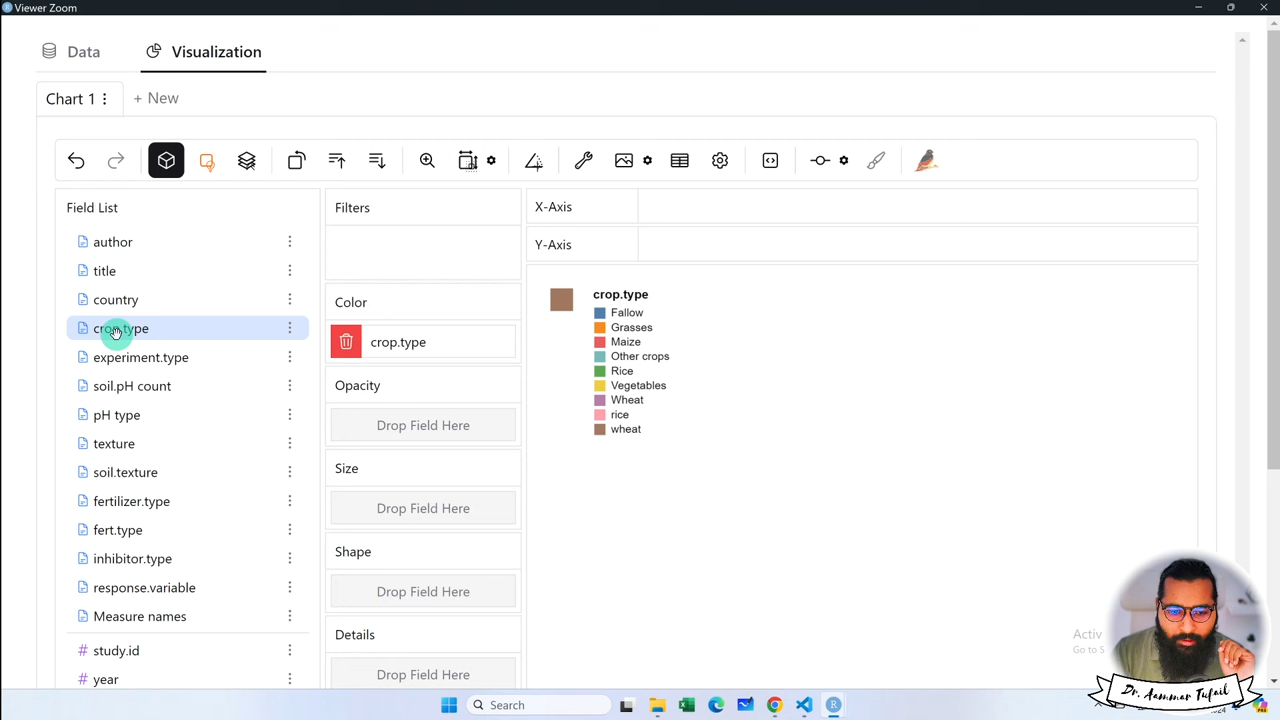 Viewer Zoom
Data
Visualization
Chart 1
+ New
Field List
Filters
X-Axis
Y-Axis
author
title
country
crop.type
experiment.type
soil.pH count
pH type
texture
soil.texture
fertilizer.type
fert.type
inhibitor.type
response.variable
Measure names
# study.id
# year
Color
crop.type
Opacity
Drop Field Here
Size
Drop Field Here
Shape
Drop Field Here
Details
Drop Field Here
crop.type
Fallow
Grasses
Maize
Other crops
Rice
Vegetables
Wheat
rice
wheat
Activ
Go to S
Dr. Aammar Tufail
Search